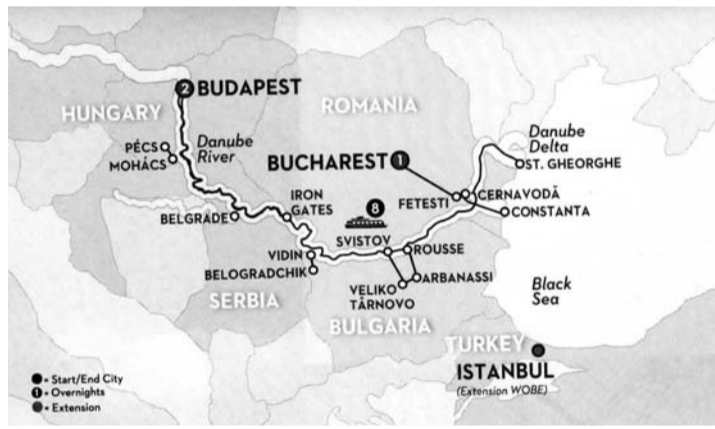 2 BUDAPEST
HUNGARY
ROMANIA
PÉCS
MOHÁCS
Danube
River
BUCHAREST 1
Danube
Delta
ST. GHEORGHE
BELGRADE
IRON
GATES
8
FETESTI
CERNAVODĂ
CONSTANTA
SVISTOV
ROUSSE
VIDIN
BELOGRADCHIK
ARBANASSI
VELIKO
TÂRNOVO
SERBIA
BULGARIA
Black
Sea
TURKEY
ISTANBUL
(Extension WOBE)
= Start/End City
1 = Overnights
= Extension